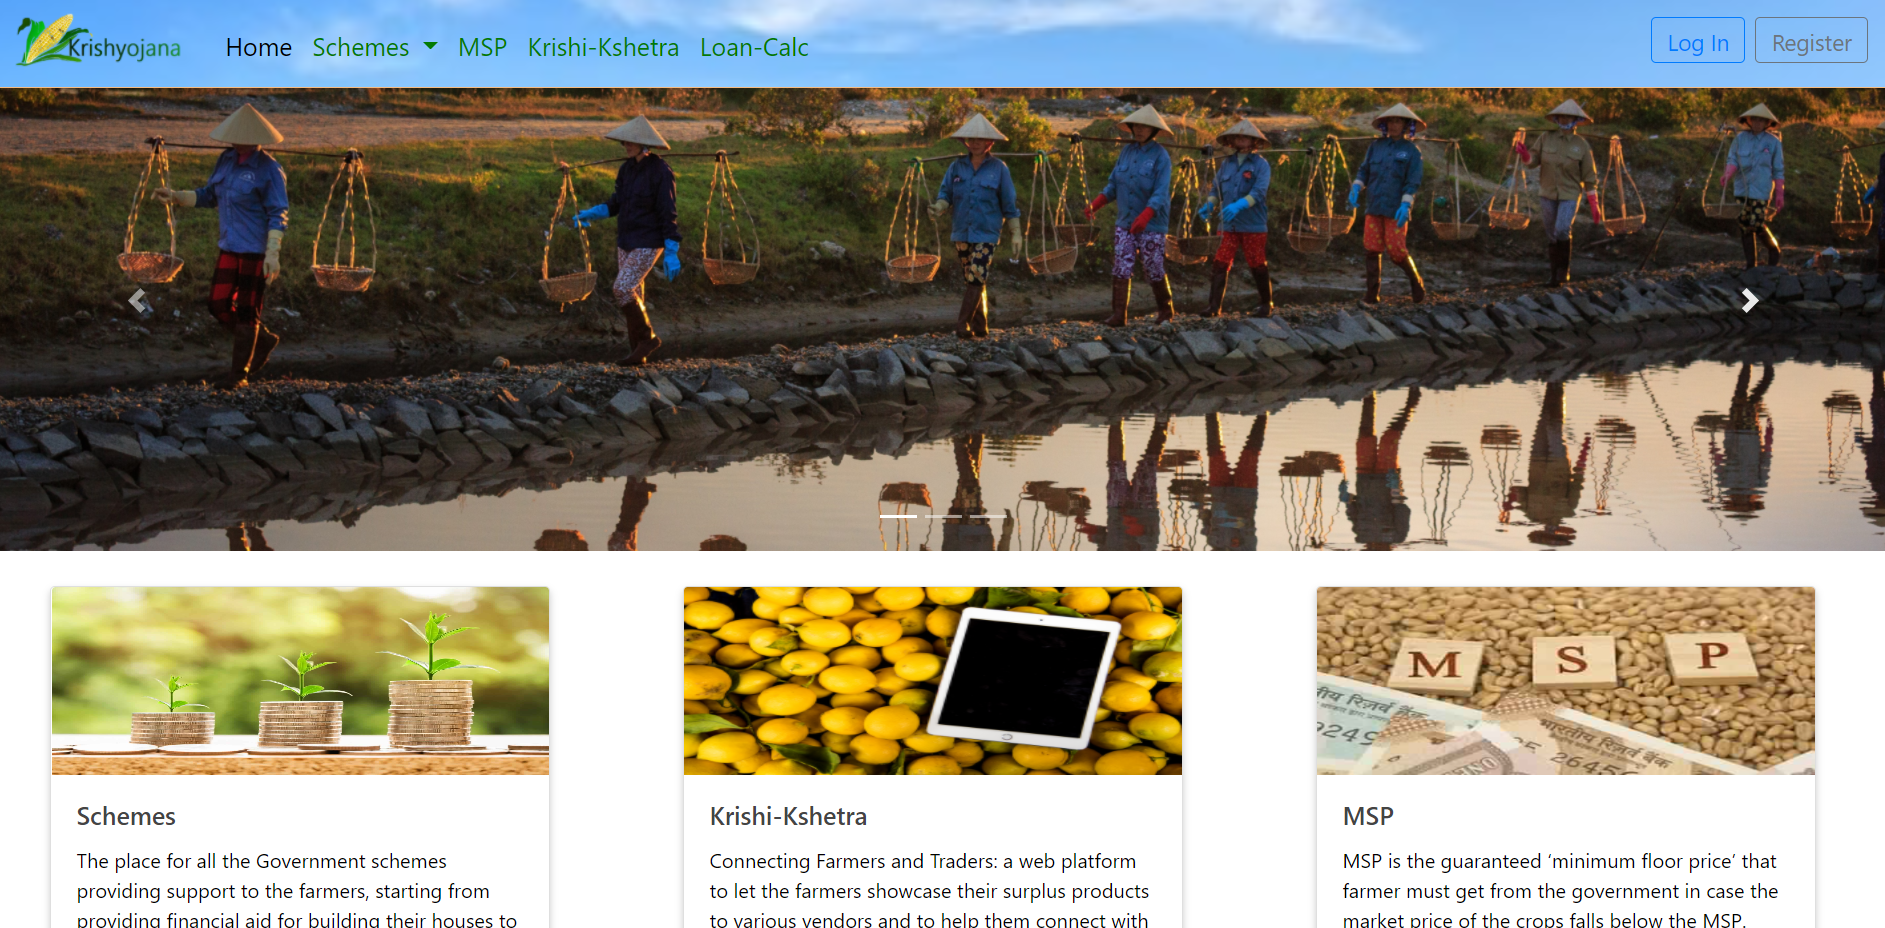 Krishyojana
Home Schemes MSP Krishi-Kshetra Loan-Calc
Log In Register
M S P
भारतीय रिज़र्व बैंक
Schemes
The place for all the Government schemes
providing support to the farmers, starting from
providing financial aid for building their houses to
Krishi-Kshetra
Connecting Farmers and Traders: a web platform
to let the farmers showcase their surplus products
to various vendors and to help them connect with
MSP
MSP is the guaranteed ‘minimum floor price’ that
farmer must get from the government in case the
market price of the crops falls below the MSP.